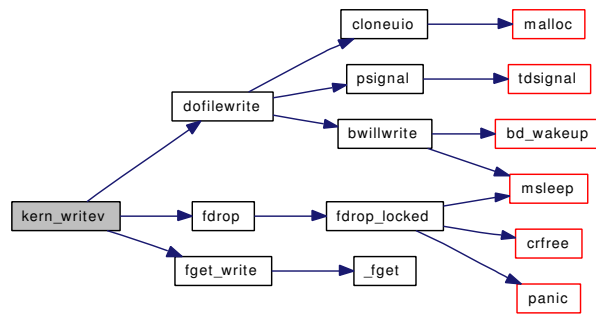 cloneuio
malloc
psignal
tdsignal
dofilewrite
bwillwrite
bd_wakeup
msleep
kern_writev
fdrop
fdrop_locked
crfree
fget_write
_fget
panic